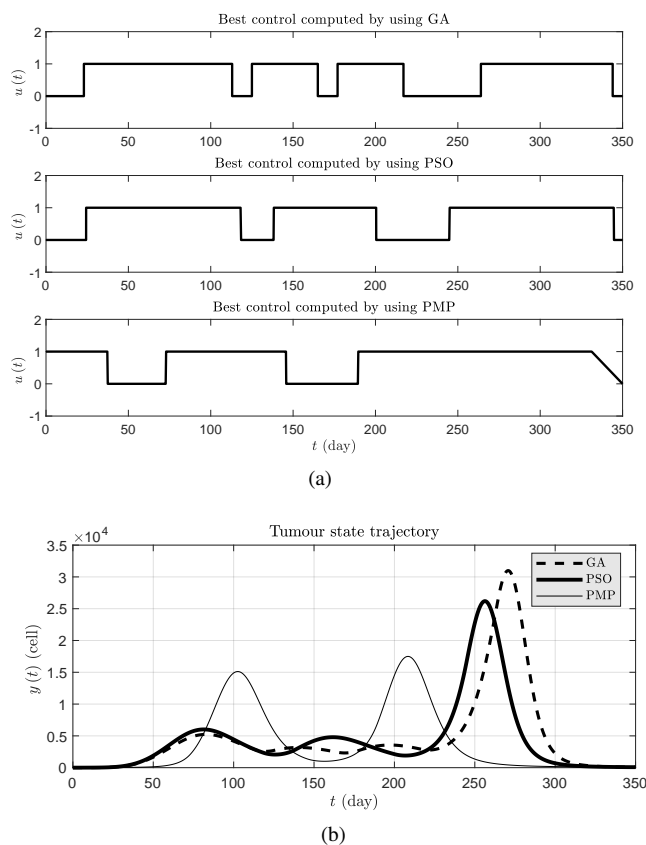 Best control computed by using GA
2
1
0
-1
u (t)
0 50 100 150 200 250 300 350
Best control computed by using PSO
2
1
0
-1
u (t)
0 50 100 150 200 250 300 350
Best control computed by using PMP
2
1
0
-1
u (t)
0 50 100 150 200 250 300 350
t (day)
(a)
Tumour state trajectory
×10⁴
3.5
3
2.5
2
1.5
1
0.5
0
y (t) (cell)
GA
PSO
PMP
0 50 100 150 200 250 300 350
t (day)
(b)